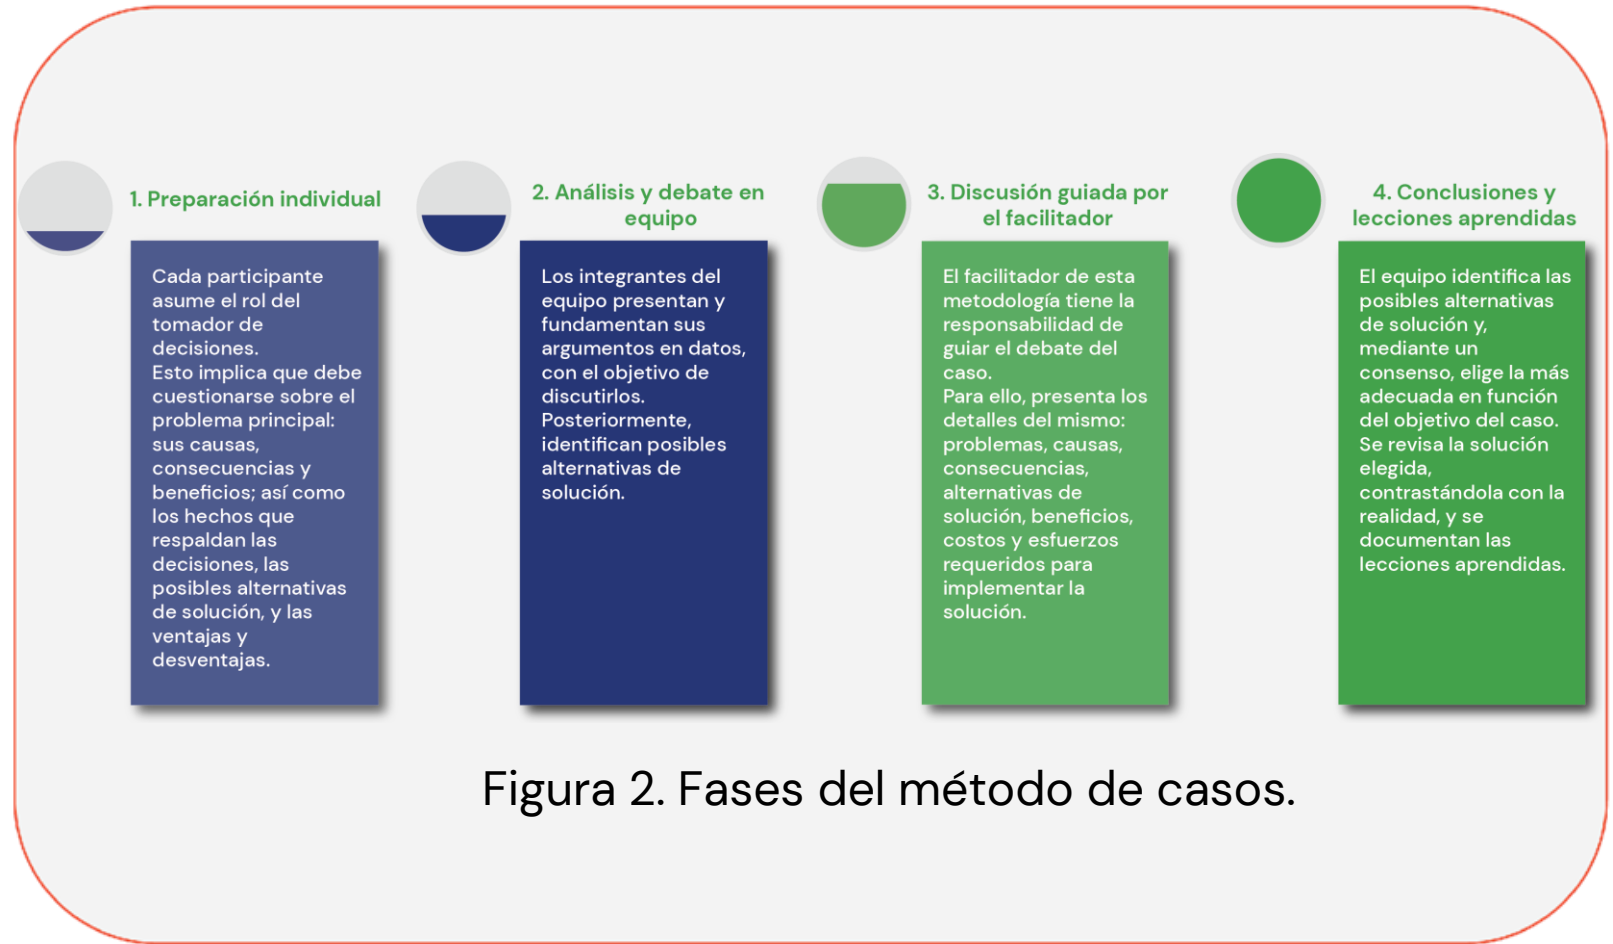 1. Preparación individual
Cada participante
asume el rol del
tomador de
decisiones.
Esto implica que debe
cuestionarse sobre el
problema principal:
sus causas,
consecuencias y
beneficios; así como
los hechos que
respaldan las
decisiones, las
posibles alternativas
de solución, y las
ventajas y
desventajas.
2. Análisis y debate en
equipo
Los integrantes del
equipo presentan y
fundamentan sus
argumentos en datos,
con el objetivo de
discutirlos.
Posteriormente,
identifican posibles
alternativas de
solución.
3. Discusión guiada por
el facilitador
El facilitador de esta
metodología tiene la
responsabilidad de
guiar el debate del
caso.
Para ello, presenta los
detalles del mismo:
problemas, causas,
consecuencias,
alternativas de
solución, beneficios,
costos y esfuerzos
requeridos para
implementar la
solución.
4. Conclusiones y
lecciones aprendidas
El equipo identifica las
posibles alternativas
de solución y,
mediante un
consenso, elige la más
adecuada en función
del objetivo del caso.
Se revisa la solución
elegida,
contrastándola con la
realidad, y se
documentan las
lecciones aprendidas.
Figura 2. Fases del método de casos.